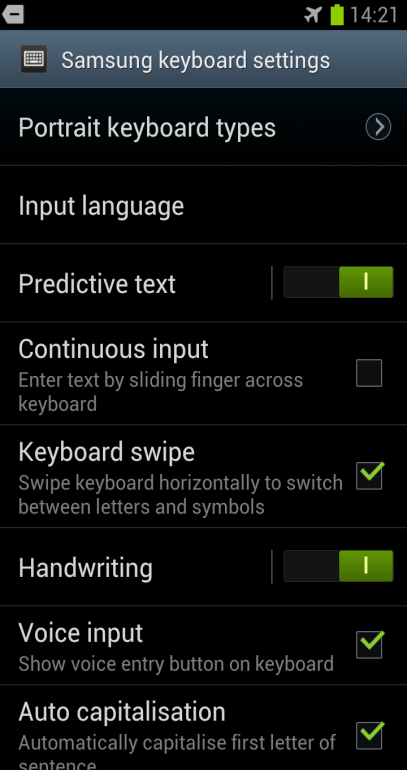 14:21
Samsung keyboard settings
Portrait keyboard types
Input language
Predictive text
Continuous input
Enter text by sliding finger across
keyboard
Keyboard swipe
Swipe keyboard horizontally to switch
between letters and symbols
Handwriting
Voice input
Show voice entry button on keyboard
Auto capitalisation
Automatically capitalise first letter of
sentence